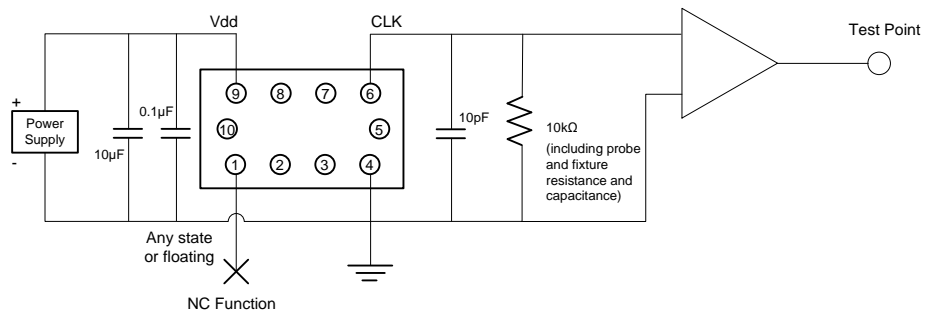 Vdd
CLK
Test Point
+
Power
Supply
-
10µF
0.1µF
9
8
7
6
10
5
1
2
3
4
10pF
10kΩ
(including probe
and fixture
resistance and
capacitance)
Any state
or floating
NC Function